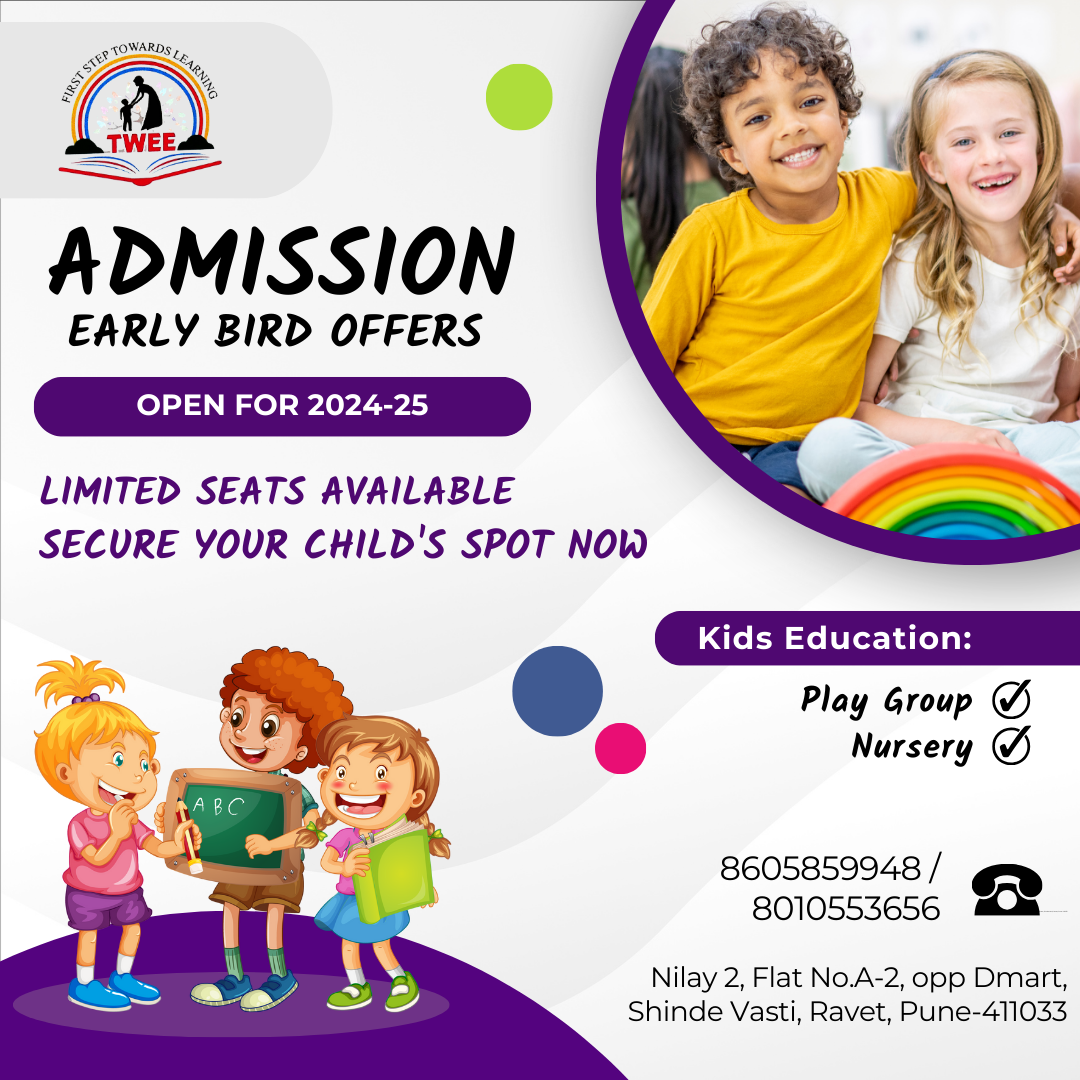 FIRST STEP TOWARDS LEARNING
TWEE
ADMISSION
EARLY BIRD OFFERS
OPEN FOR 2024-25
LIMITED SEATS AVAILABLE
SECURE YOUR CHILD'S SPOT NOW
Kids Education:
Play Group
Nursery
A B C
8605859948 /
8010553656
Nilay 2, Flat No.A-2, opp Dmart,
Shinde Vasti, Ravet, Pune-411033